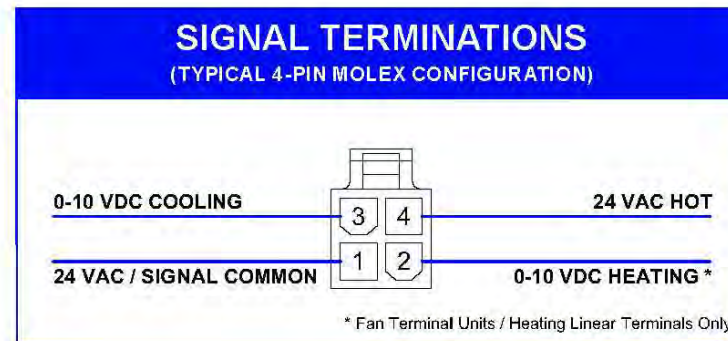 SIGNAL TERMINATIONS
(TYPICAL 4-PIN MOLEX CONFIGURATION)
0-10 VDC COOLING
24 VAC HOT
3 4
1 2
24 VAC / SIGNAL COMMON
0-10 VDC HEATING *
* Fan Terminal Units / Heating Linear Terminals Only